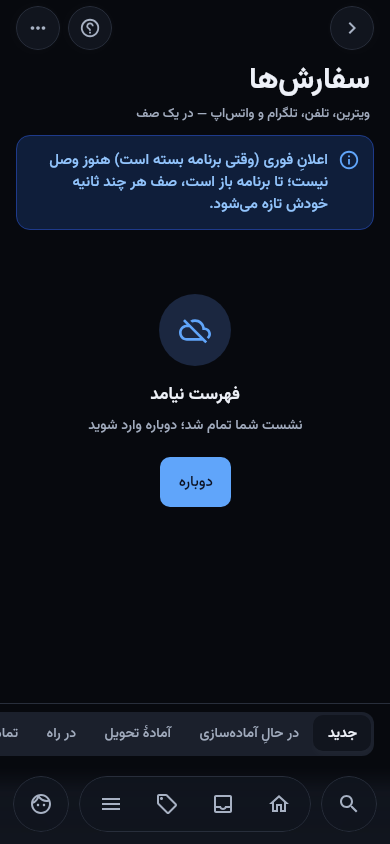 سفارش‌ها
ویترین، تلفن، تلگرام و واتس‌اپ — در یک صف
اعلانِ فوری (وقتی برنامه بسته است) هنوز وصل
نیست؛ تا برنامه باز است، صف هر چند ثانیه
خودش تازه می‌شود.
فهرست نیامد
نشست شما تمام شد؛ دوباره وارد شوید
دوباره
جدید
در حالِ آماده‌سازی
آمادهٔ تحویل
در راه